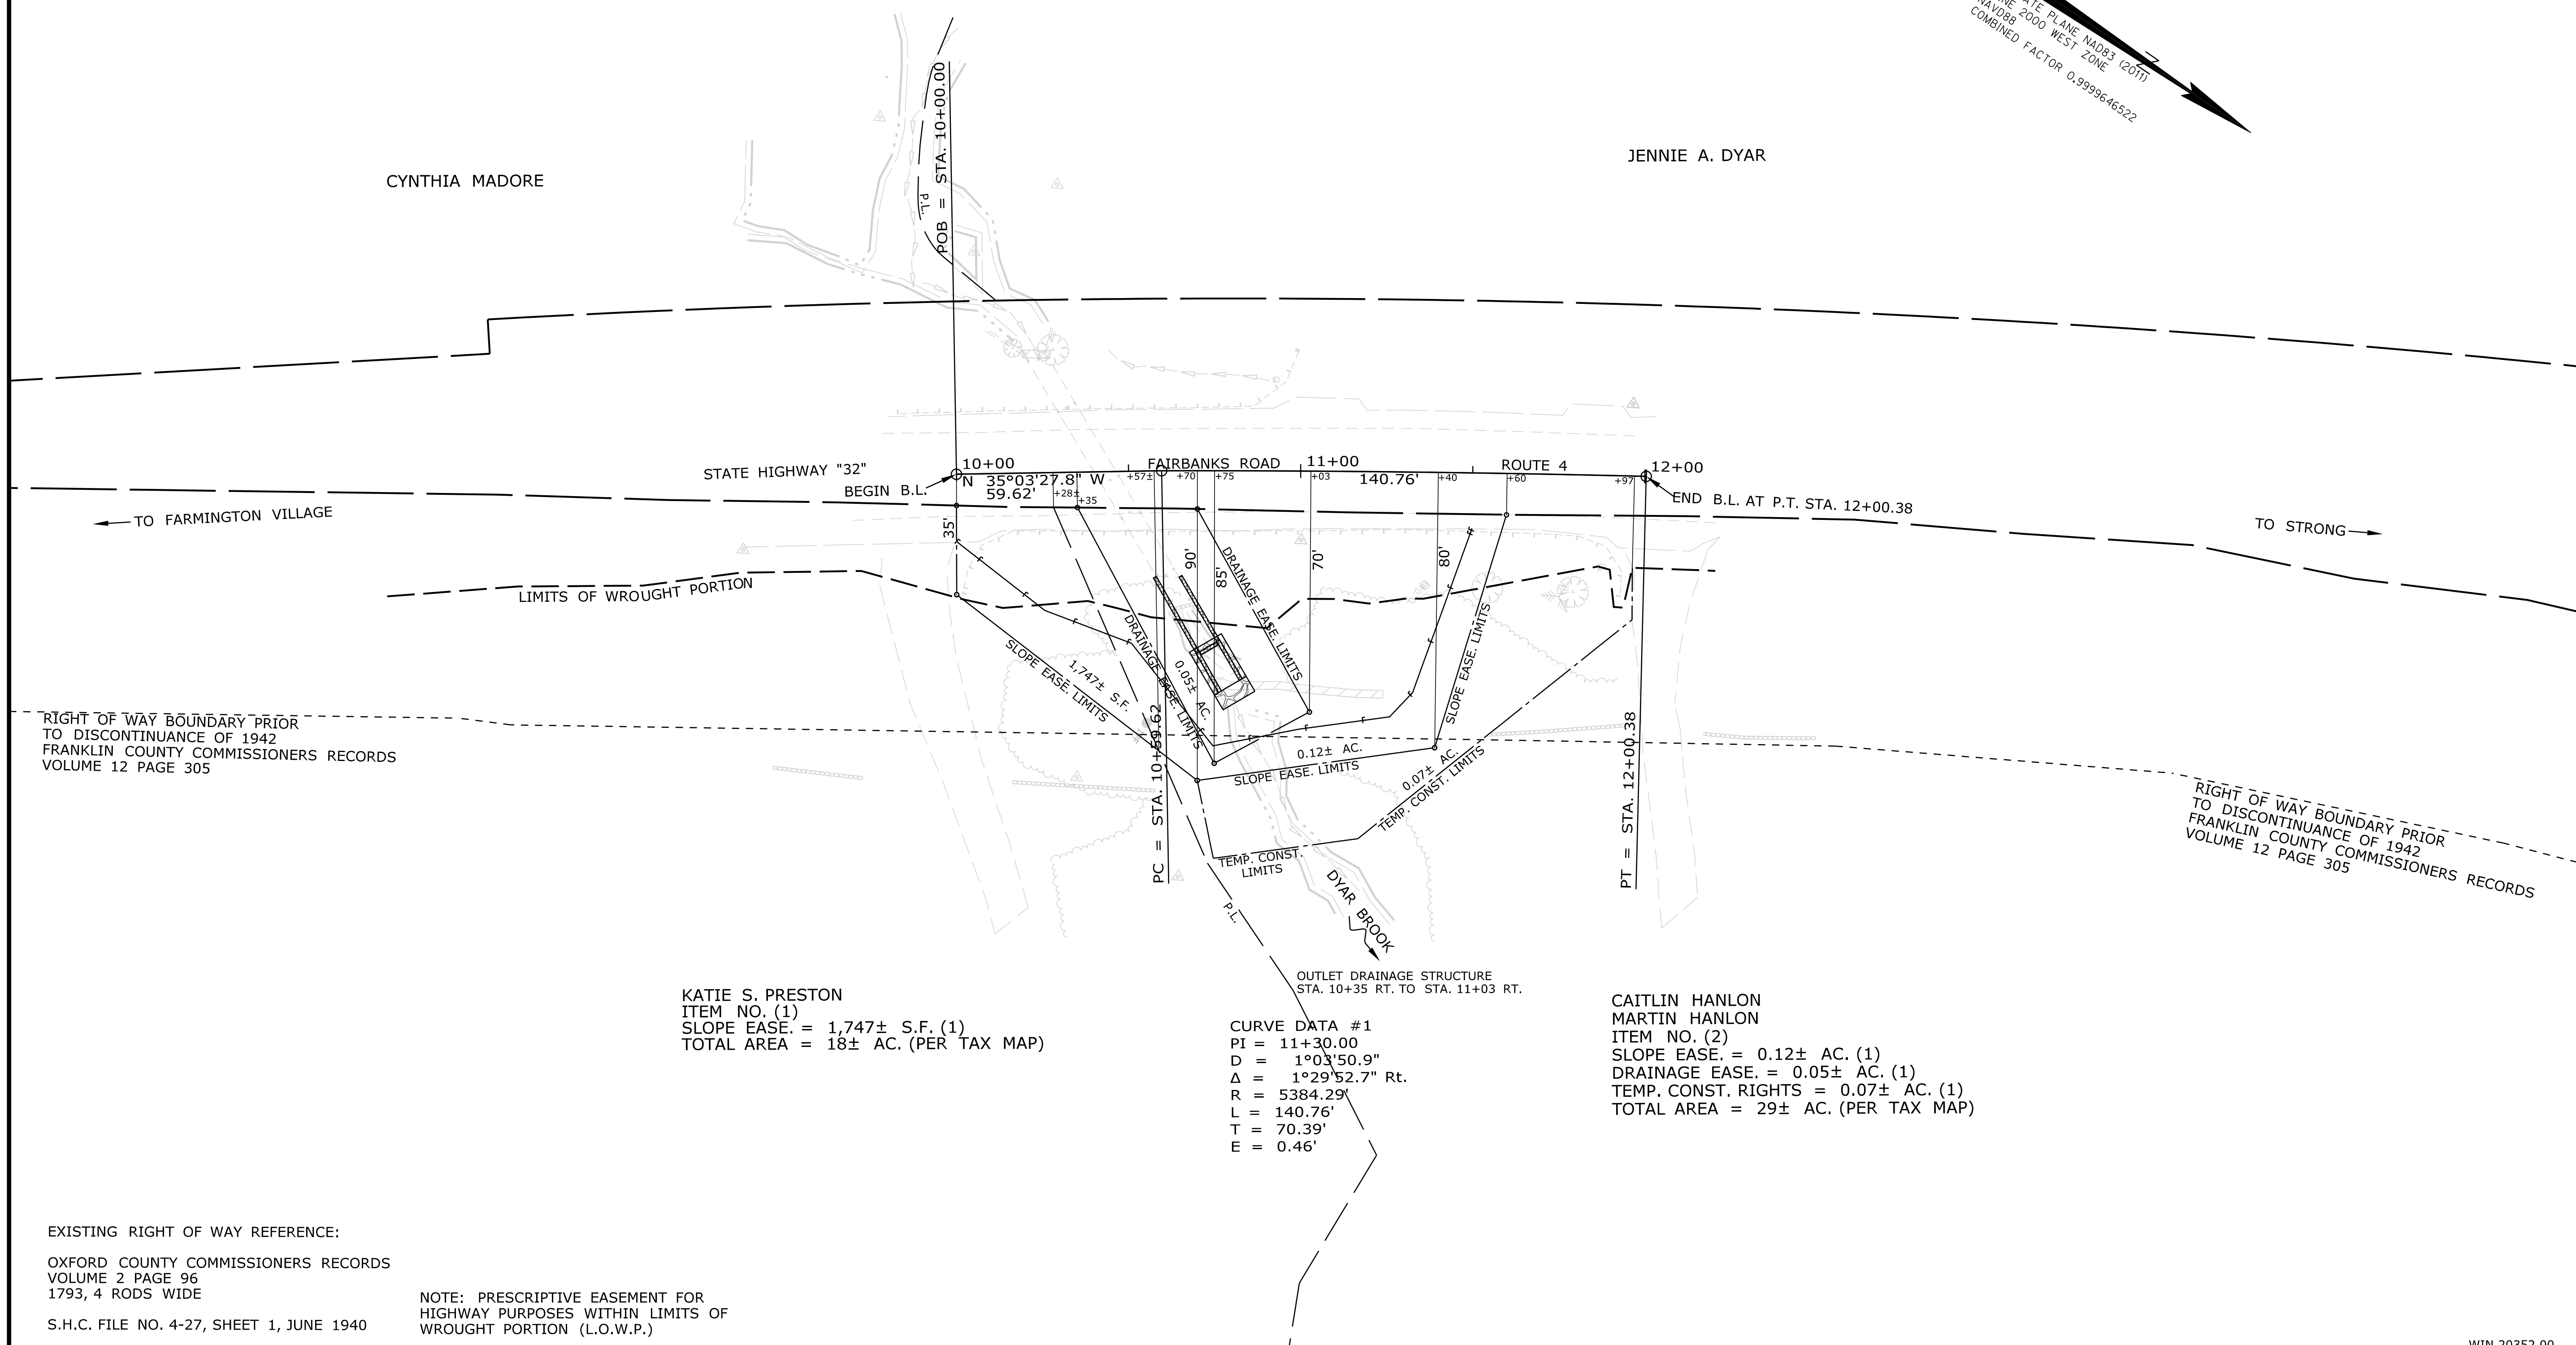 STATE PLANE NAD83 (2011)
2000 WEST ZONE
NAVD88
COMBINED FACTOR 0.9999646522
N
CYNTHIA MADORE
JENNIE A. DYAR
POB = STA. 10+00.00
P.L.
STATE HIGHWAY "32"
BEGIN B.L.
10+00
FAIRBANKS ROAD
11+00
ROUTE 4
12+00
N 35°03'27.8" W
59.62'
+28±
+35
+57±
+70
+75
+03
140.76'
+40
+60
+97
END B.L. AT P.T. STA. 12+00.38
TO FARMINGTON VILLAGE
TO STRONG
35'
90'
85'
70'
80'
LIMITS OF WROUGHT PORTION
DRAINAGE EASE. LIMITS
DRAINAGE EASE. LIMITS
SLOPE EASE. LIMITS
1,747± S.F.
0.05± AC.
SLOPE EASE. LIMITS
0.12± AC.
SLOPE EASE. LIMITS
0.07± AC.
TEMP. CONST. LIMITS
TEMP. CONST.
LIMITS
PC = STA. 10+59.62
PT = STA. 12+00.38
RIGHT OF WAY BOUNDARY PRIOR
TO DISCONTINUANCE OF 1942
FRANKLIN COUNTY COMMISSIONERS RECORDS
VOLUME 12 PAGE 305
RIGHT OF WAY BOUNDARY PRIOR
TO DISCONTINUANCE OF 1942
FRANKLIN COUNTY COMMISSIONERS RECORDS
VOLUME 12 PAGE 305
P.L.
DYAR BROOK
OUTLET DRAINAGE STRUCTURE
STA. 10+35 RT. TO STA. 11+03 RT.
KATIE S. PRESTON
ITEM NO. (1)
SLOPE EASE. = 1,747± S.F. (1)
TOTAL AREA = 18± AC. (PER TAX MAP)
CURVE DATA #1
PI = 11+30.00
D = 1°03'50.9"
Δ = 1°29'52.7" Rt.
R = 5384.29'
L = 140.76'
T = 70.39'
E = 0.46'
CAITLIN HANLON
MARTIN HANLON
ITEM NO. (2)
SLOPE EASE. = 0.12± AC. (1)
DRAINAGE EASE. = 0.05± AC. (1)
TEMP. CONST. RIGHTS = 0.07± AC. (1)
TOTAL AREA = 29± AC. (PER TAX MAP)
EXISTING RIGHT OF WAY REFERENCE:
OXFORD COUNTY COMMISSIONERS RECORDS
VOLUME 2 PAGE 96
1793, 4 RODS WIDE
S.H.C. FILE NO. 4-27, SHEET 1, JUNE 1940
NOTE: PRESCRIPTIVE EASEMENT FOR
HIGHWAY PURPOSES WITHIN LIMITS OF
WROUGHT PORTION (L.O.W.P.)
WIN 20352.00